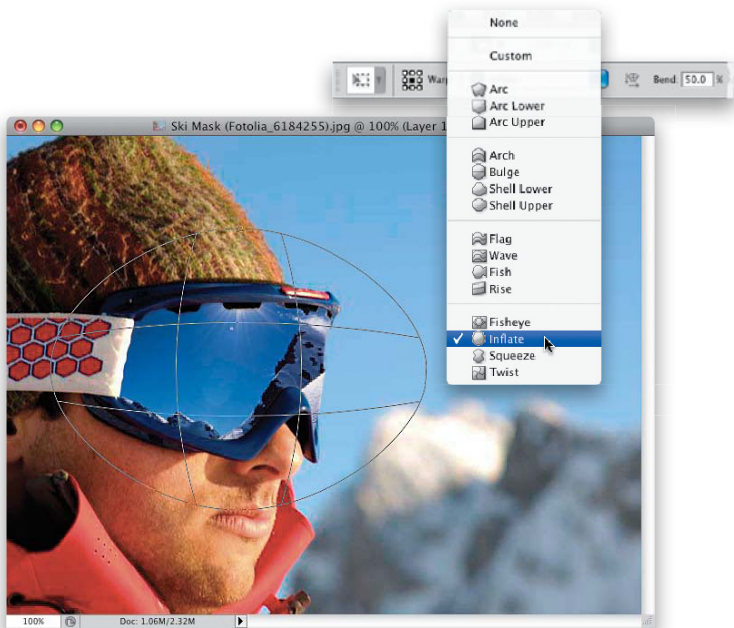 None
Custom
Warp
Bend: 50.0 %
Arc
Arc Lower
Arc Upper
Ski Mask (Fotolia_6184255).jpg @ 100% (Layer 1
Arch
Bulge
Shell Lower
Shell Upper
Flag
Wave
Fish
Rise
Fisheye
Inflate
Squeeze
Twist
100%
Doc: 1.06M/2.32M